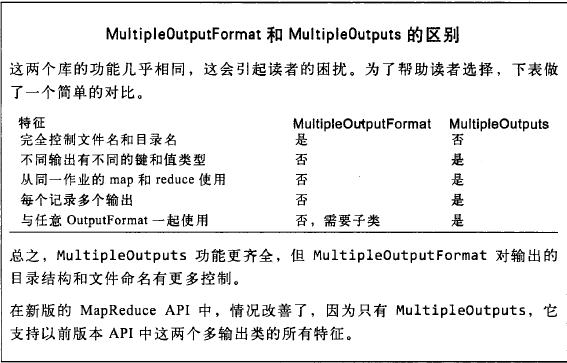 MultipleOutputFormat 和 MultipleOutputs 的区别
这两个库的功能几乎相同，这会引起读者的困扰。为了帮助读者选择，下表做
了一个简单的对比。
特征 MultipleOutputFormat MultipleOutputs
完全控制文件名和目录名 是 否
不同输出有不同的键和值类型 否 是
从同一作业的 map 和 reduce 使用 否 是
每个记录多个输出 否 是
与任意 OutputFormat 一起使用 否，需要子类 是
总之，MultipleOutputs 功能更齐全，但 MultipleOutputFormat 对输出的
目录结构和文件命名有更多控制。
在新版的 MapReduce API 中，情况改善了，因为只有 MultipleOutputs，它
支持以前版本 API 中这两个多输出类的所有特征。